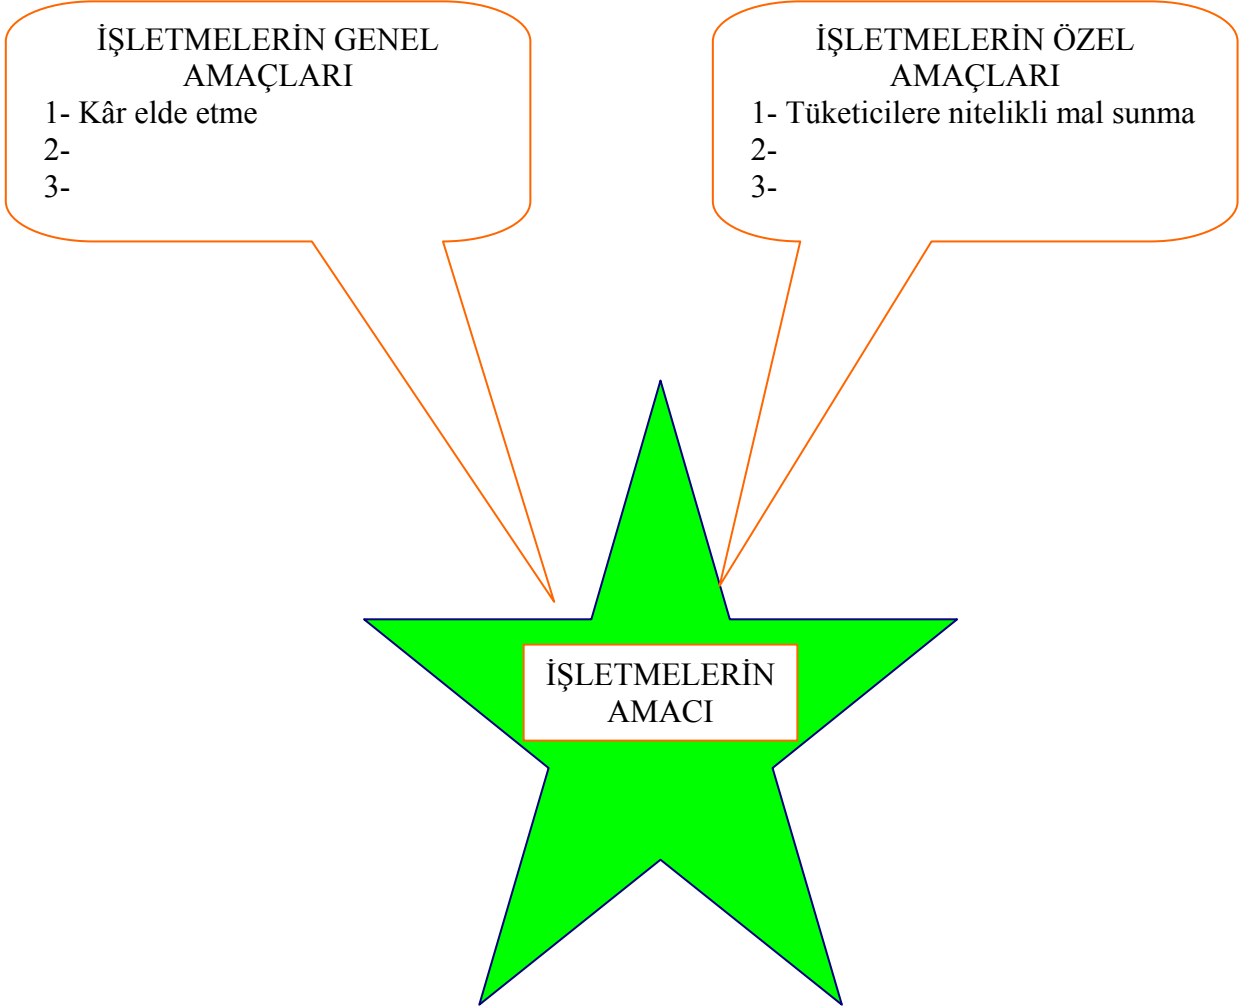 İŞLETMELERİN GENEL
AMAÇLARI
1- Kâr elde etme
2-
3-
İŞLETMELERİN ÖZEL
AMAÇLARI
1- Tüketicilere nitelikli mal sunma
2-
3-
İŞLETMELERİN
AMACI